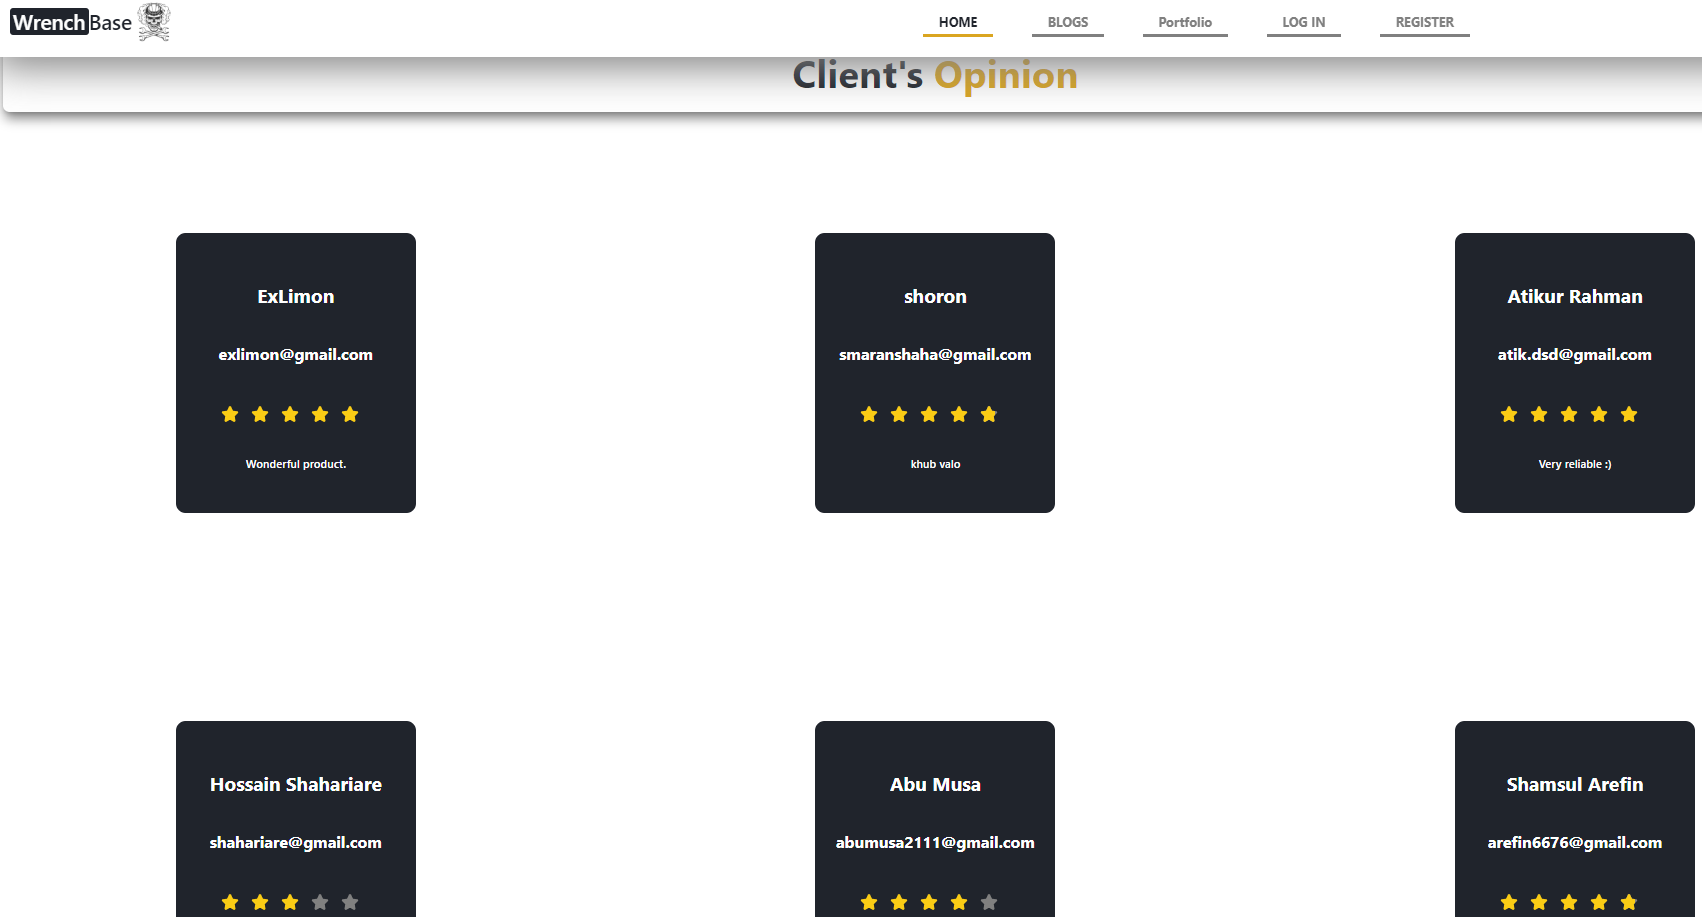 WrenchBase
HOME BLOGS Portfolio LOG IN REGISTER
Client's Opinion
ExLimon
exlimon@gmail.com
Wonderful product.
shoron
smaranshaha@gmail.com
khub valo
Atikur Rahman
atik.dsd@gmail.com
Very reliable :)
Hossain Shahariare
shahariare@gmail.com
Abu Musa
abumusa2111@gmail.com
Shamsul Arefin
arefin6676@gmail.com